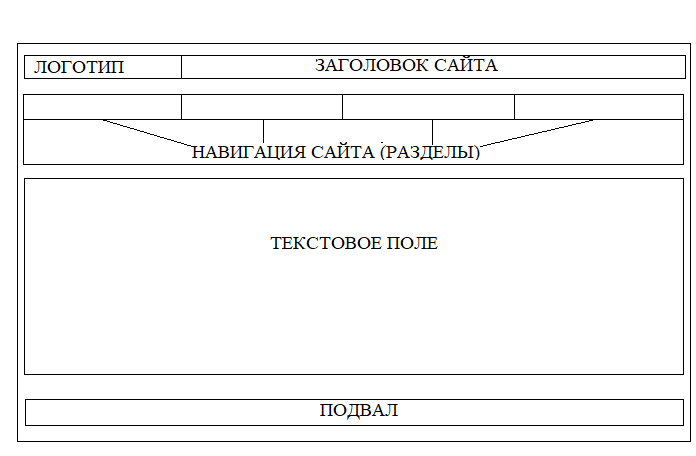 ЛОГОТИП
ЗАГОЛОВОК САЙТА
НАВИГАЦИЯ САЙТА (РАЗДЕЛЫ)
ТЕКСТОВОЕ ПОЛЕ
ПОДВАЛ